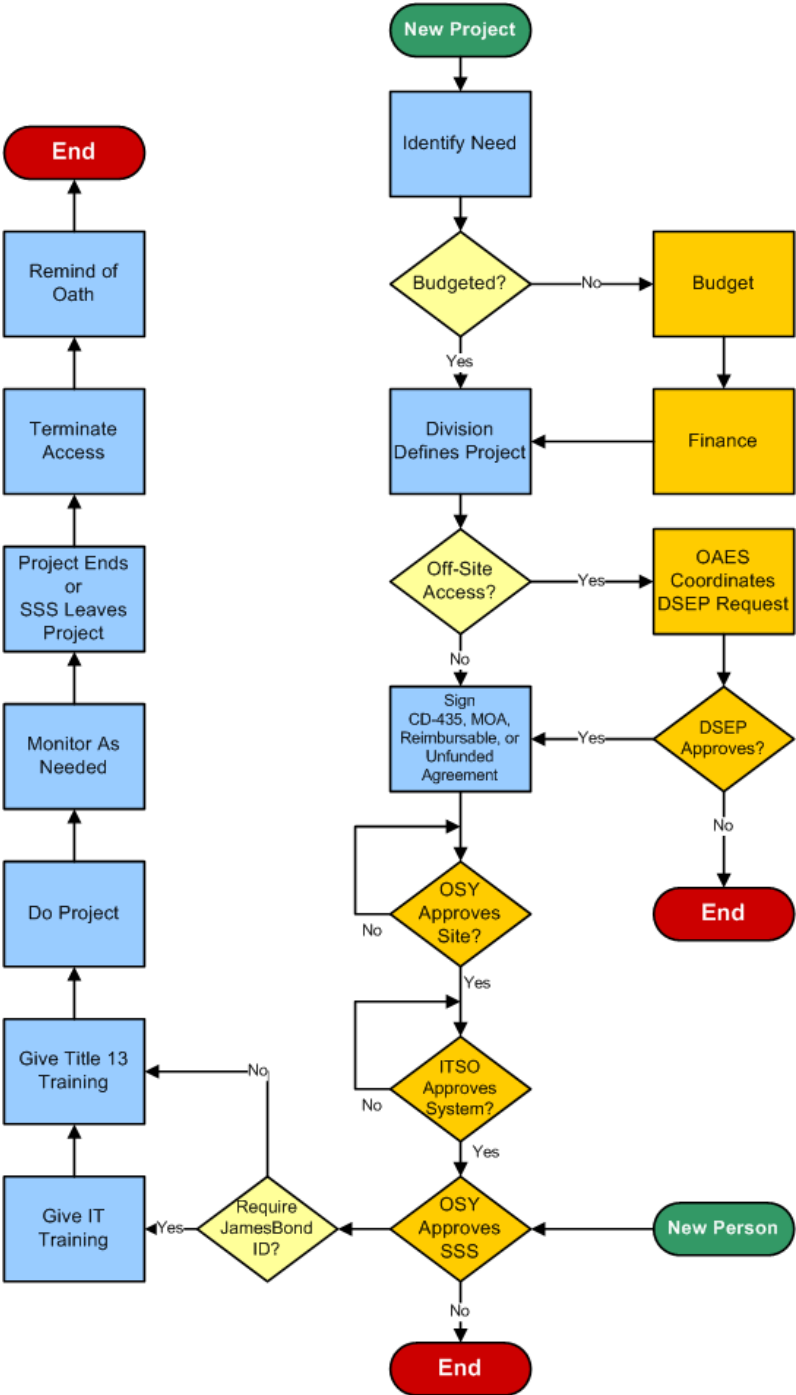 New Project
Identify Need
Budgeted?
No
Budget
Yes
Division
Defines Project
Finance
Off-Site
Access?
Yes
OAES
Coordinates
DSEP Request
No
Sign
CD-435, MOA,
Reimbursable, or
Unfunded
Agreement
Yes
DSEP
Approves?
No
End
OSY
Approves
Site?
No
Yes
ITSO
Approves
System?
No
Yes
OSY
Approves
SSS
New Person
No
End
Require
JamesBond
ID?
No
Yes
Give IT
Training
Give Title 13
Training
Do Project
Monitor As
Needed
Project Ends
or
SSS Leaves
Project
Terminate
Access
Remind of
Oath
End